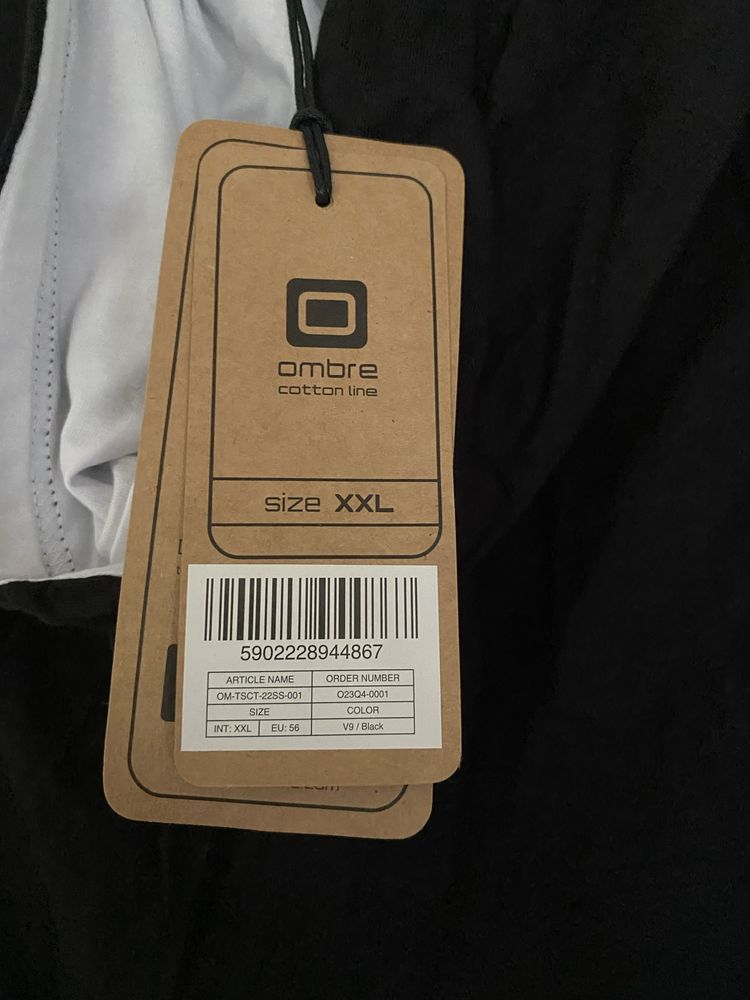 ombre
cotton line
size XXL
5902228944867
ARTICLE NAME ORDER NUMBER
OM-TSCT-22SS-001 O23Q4-0001
SIZE COLOR
INT: XXL EU: 56 V9 / Black
.com